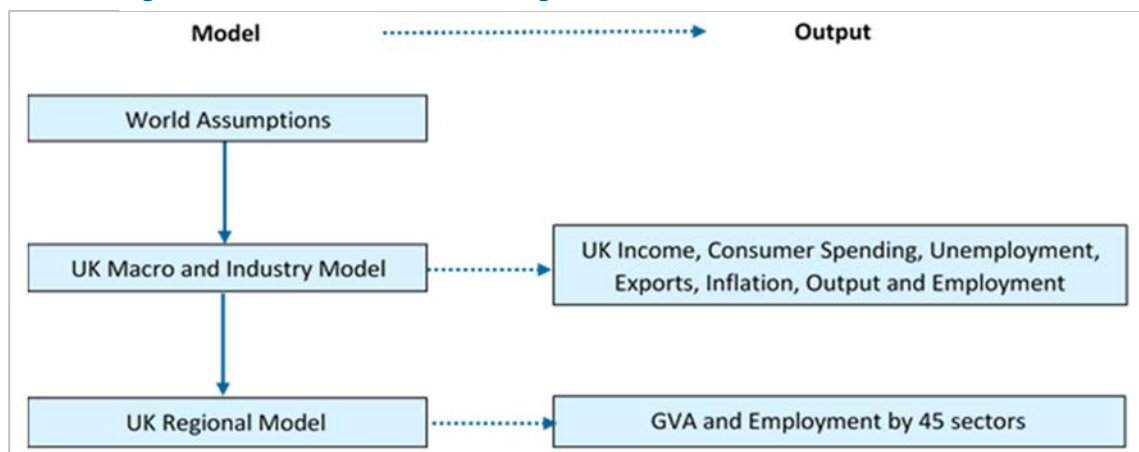 Model
Output
World Assumptions
UK Macro and Industry Model
UK Income, Consumer Spending, Unemployment,
Exports, Inflation, Output and Employment
UK Regional Model
GVA and Employment by 45 sectors